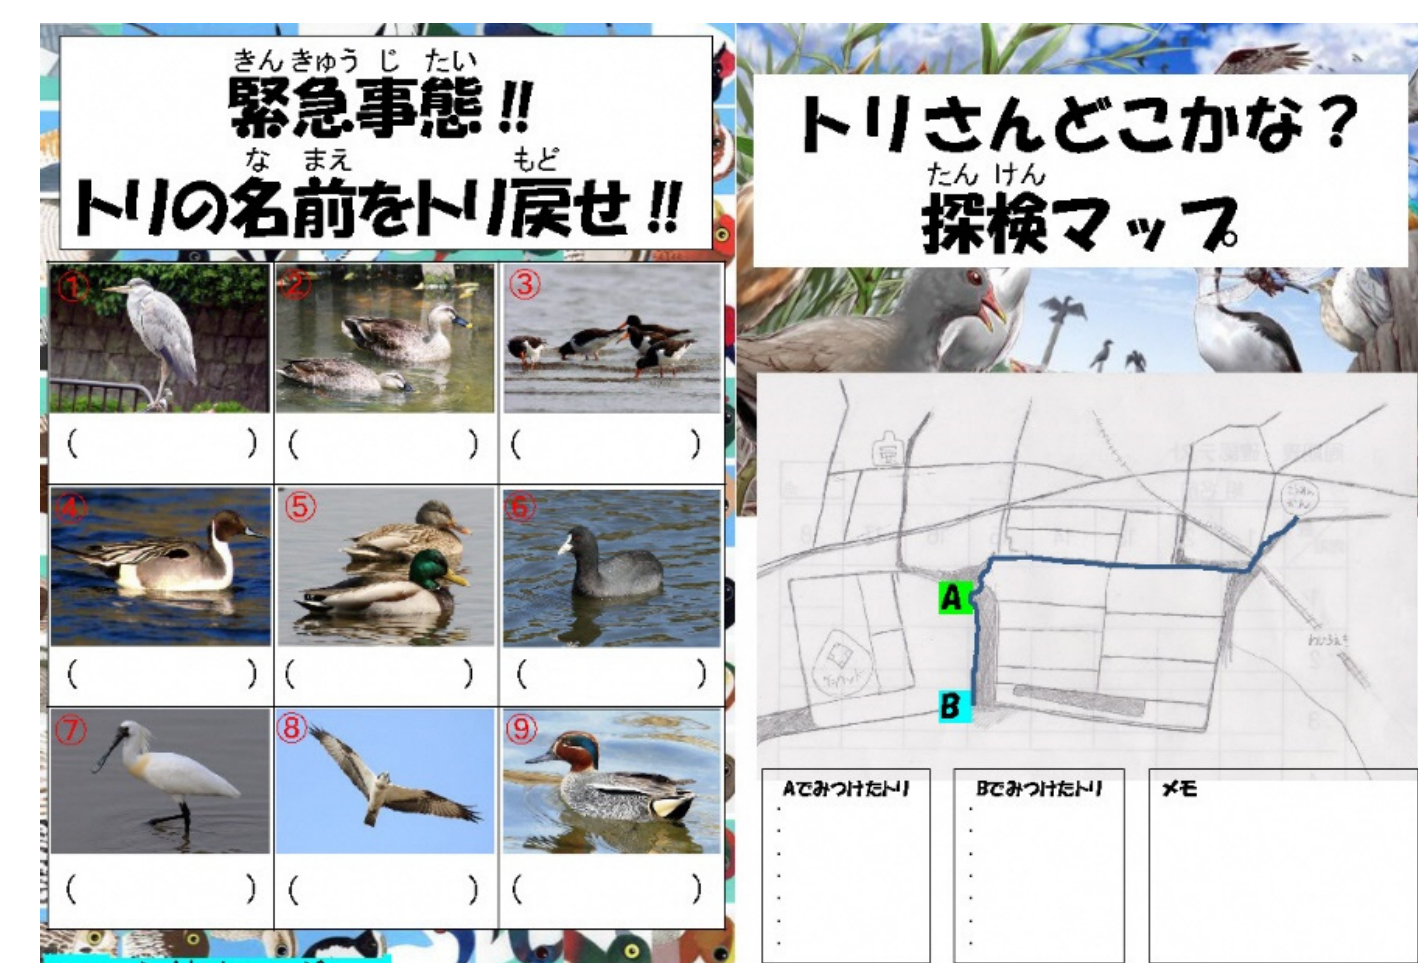 きんきゅう じ たい
緊急事態!!
な まえ もど
トリの名前をトリ戻せ!!
①
②
③
( )
( )
( )
④
⑤
⑥
( )
( )
( )
⑦
⑧
⑨
( )
( )
( )
トリさんどこかな？
たん けん
探検マップ
A
B
Aでみつけたトリ
・
・
・
・
・
・
・
Bでみつけたトリ
・
・
・
・
・
・
・
メモ